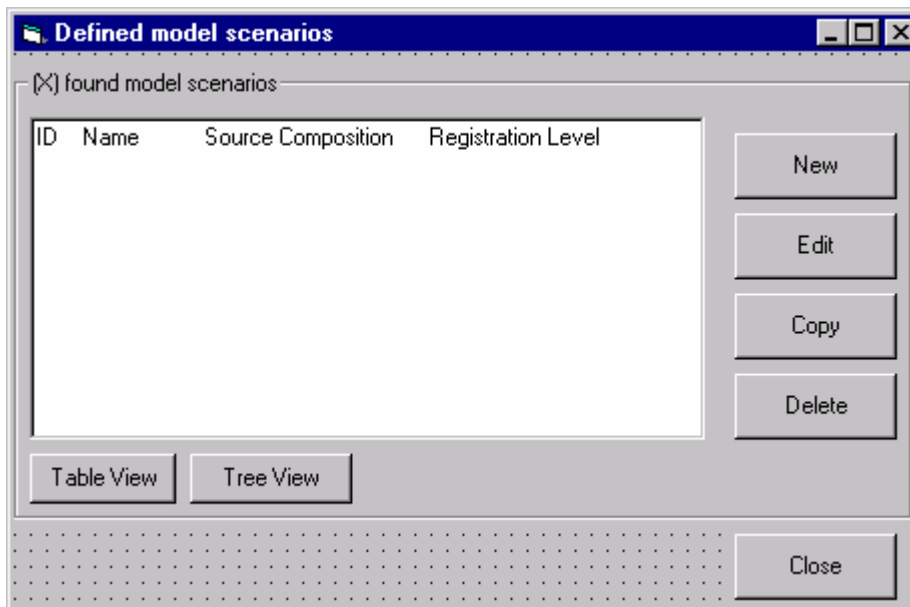 Defined model scenarios
(X) found model scenarios
ID Name Source Composition Registration Level
New
Edit
Copy
Delete
Table View Tree View
Close